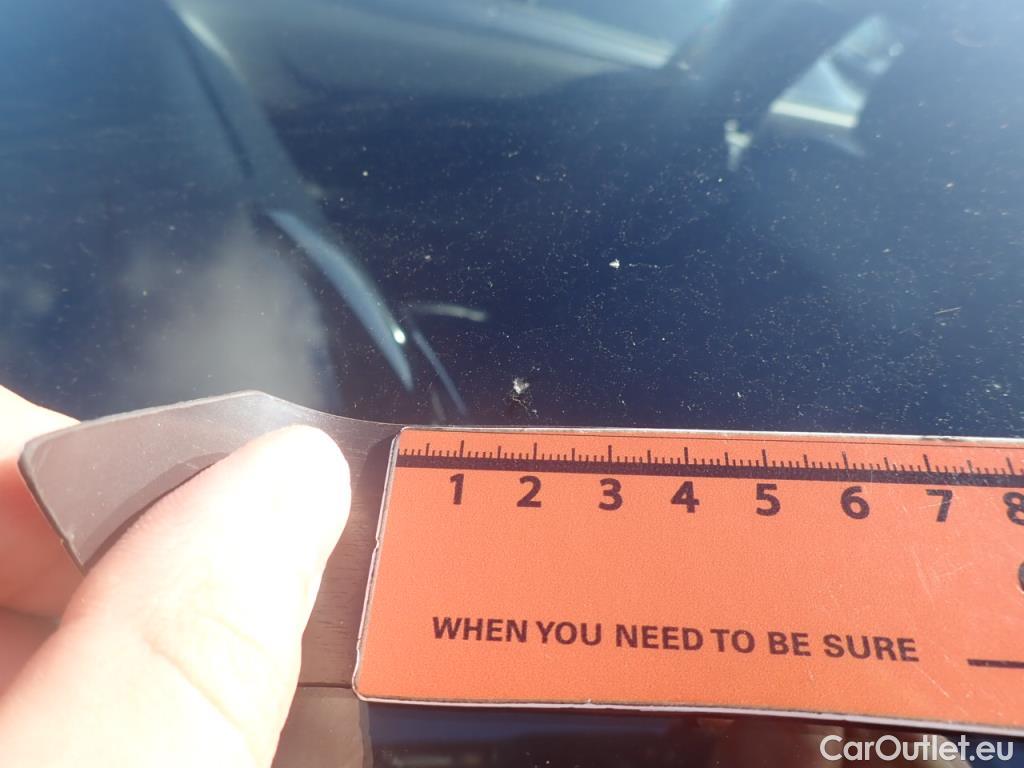 1 2 3 4 5 6 7 8
WHEN YOU NEED TO BE SURE
CarOutlet.eu